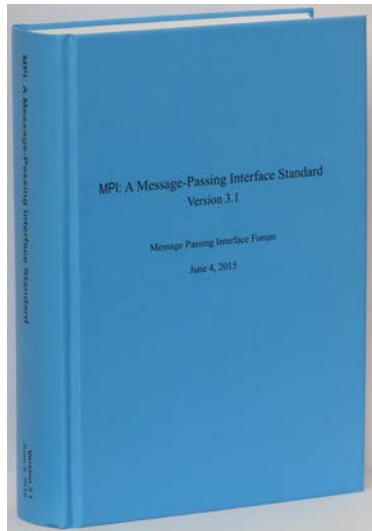 MPI: A Message-Passing Interface Standard
Version 3.1
Message Passing Interface Forum
June 4, 2015
MPI: A Message-Passing Interface Standard
Version 3.1
June 4, 2015